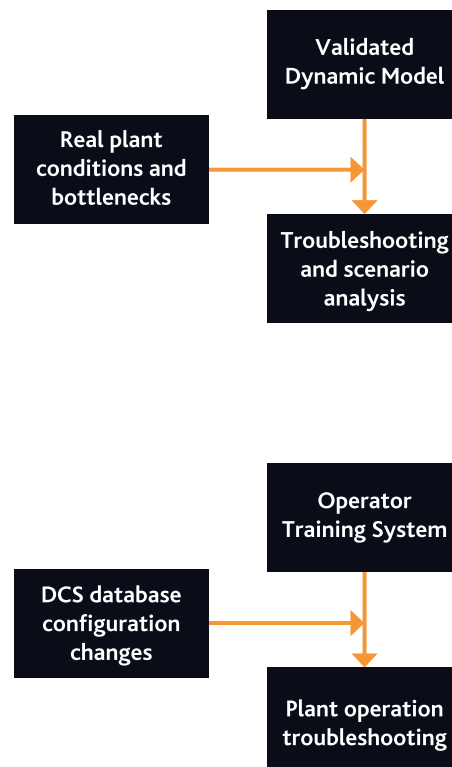 Validated
Dynamic Model
Real plant
conditions and
bottlenecks
Troubleshooting
and scenario
analysis
Operator
Training System
DCS database
configuration
changes
Plant operation
troubleshooting